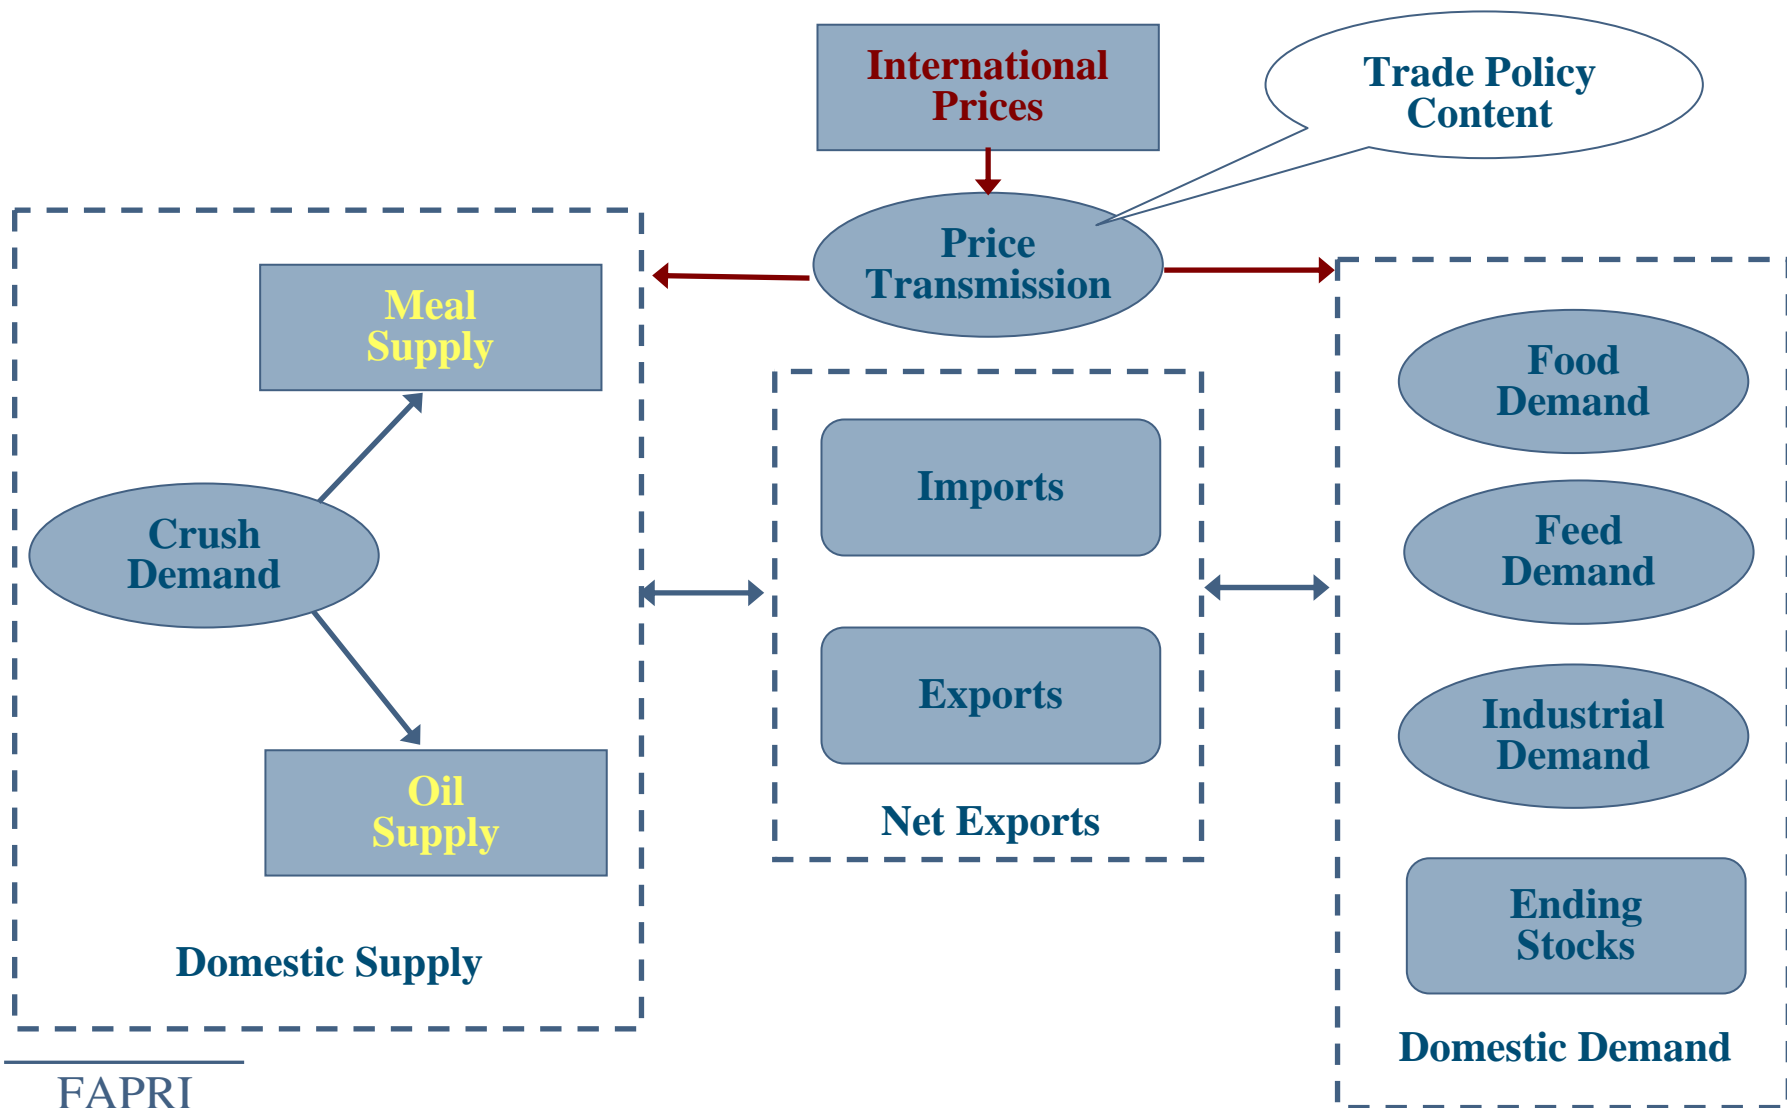 International
Prices
Trade Policy
Content
Price
Transmission
Meal
Supply
Crush
Demand
Oil
Supply
Domestic Supply
Imports
Exports
Net Exports
Food
Demand
Feed
Demand
Industrial
Demand
Ending
Stocks
Domestic Demand
FAPRI